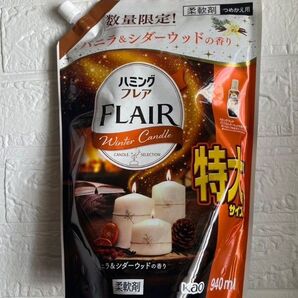 数量限定!
柔軟剤 つめかえ用
バニラ&シダーウッドの香り
ハミング
フレア
FLAIR
Winter Candle
CANDLE SELECTION
特大
サイズ
バニラ&シダーウッドの香り
柔軟剤
Kao
940ml